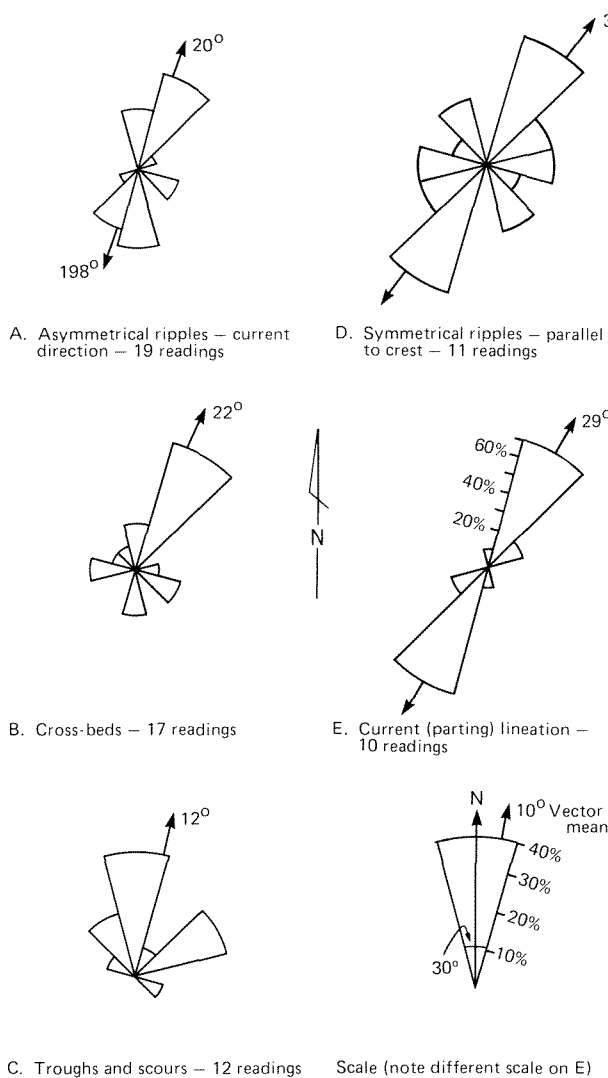 20°
198°
A. Asymmetrical ripples — current
direction — 19 readings
3
D. Symmetrical ripples — parallel
to crest — 11 readings
22°
B. Cross-beds — 17 readings
N
29°
60%
40%
20%
E. Current (parting) lineation —
10 readings
12°
C. Troughs and scours — 12 readings
N
10° Vector
mean
40%
30%
20%
10%
30°
Scale (note different scale on E)